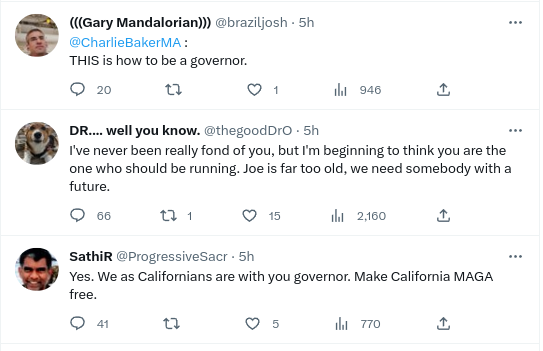 (((Gary Mandalorian))) @braziljosh · 5h
@CharlieBakerMA :
THIS is how to be a governor.
20 1 946
DR.... well you know. @thegoodDrO · 5h
I've never been really fond of you, but I'm beginning to think you are the
one who should be running. Joe is far too old, we need somebody with a
future.
66 1 15 2,160
SathiR @ProgressiveSacr · 5h
Yes. We as Californians are with you governor. Make California MAGA
free.
41 5 770